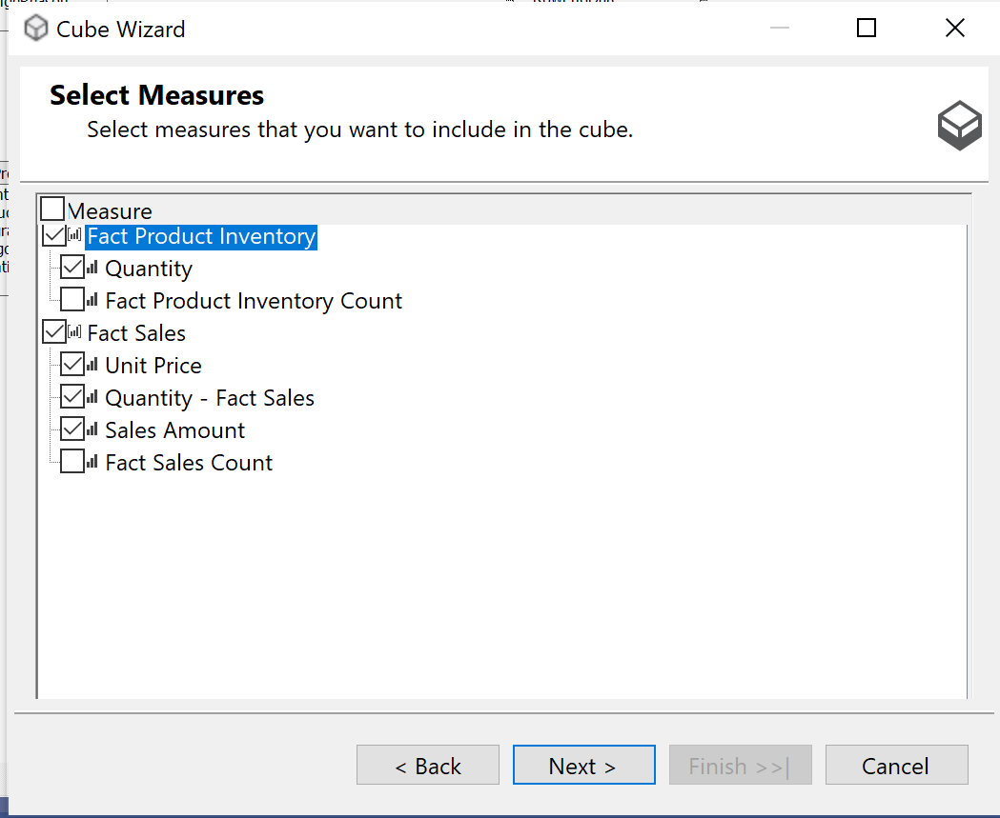 Cube Wizard
Select Measures
Select measures that you want to include in the cube.
Measure
Fact Product Inventory
Quantity
Fact Product Inventory Count
Fact Sales
Unit Price
Quantity - Fact Sales
Sales Amount
Fact Sales Count
< Back
Next >
Finish >>|
Cancel